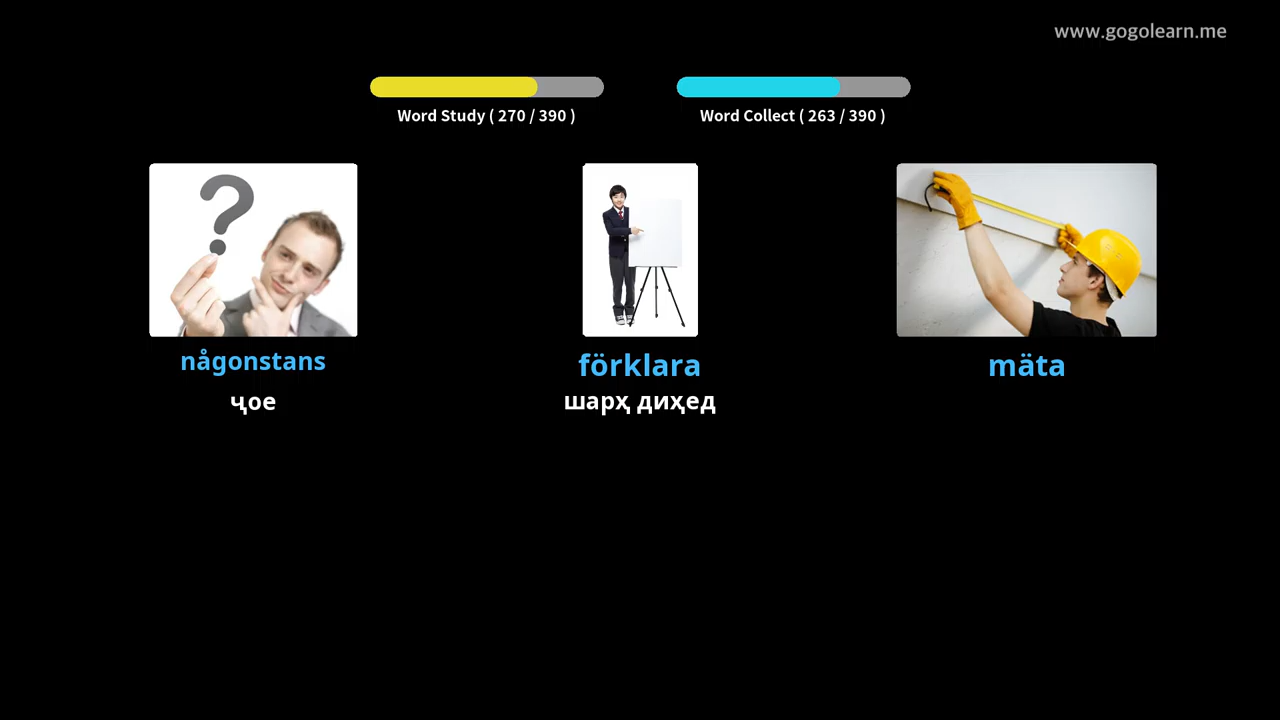 www.gogolearn.me
Word Study ( 270 / 390 )
Word Collect ( 263 / 390 )
någonstans
ҷое
förklara
шарҳ диҳед
mäta